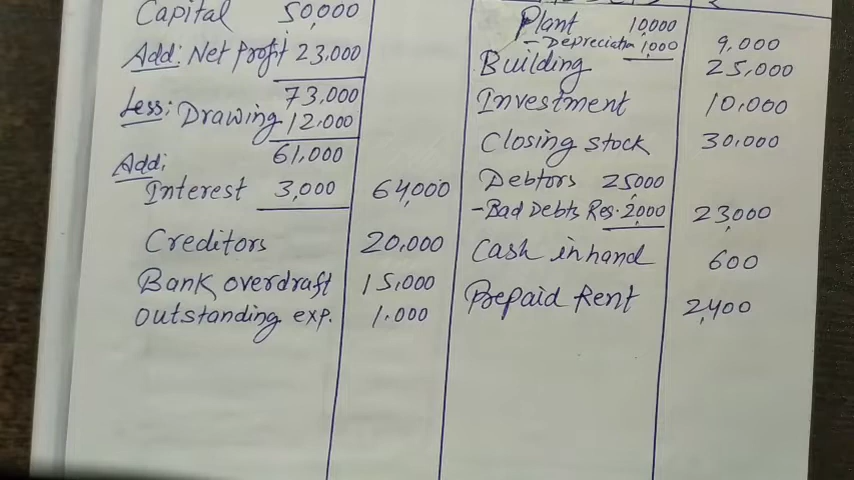 Capital 50,000
Add: Net Profit 23,000
73,000
Less: Drawing 12,000
61,000
Add:
Interest 3,000 64,000
Creditors 20,000
Bank overdraft 15,000
Outstanding exp. 1,000
Plant 10,000
- Depreciation 1,000 9,000
Building 25,000
Investment 10,000
Closing stock 30,000
Debtors 25000
- Bad Debts Res. 2,000 23,000
Cash in hand 600
Prepaid Rent 2,400